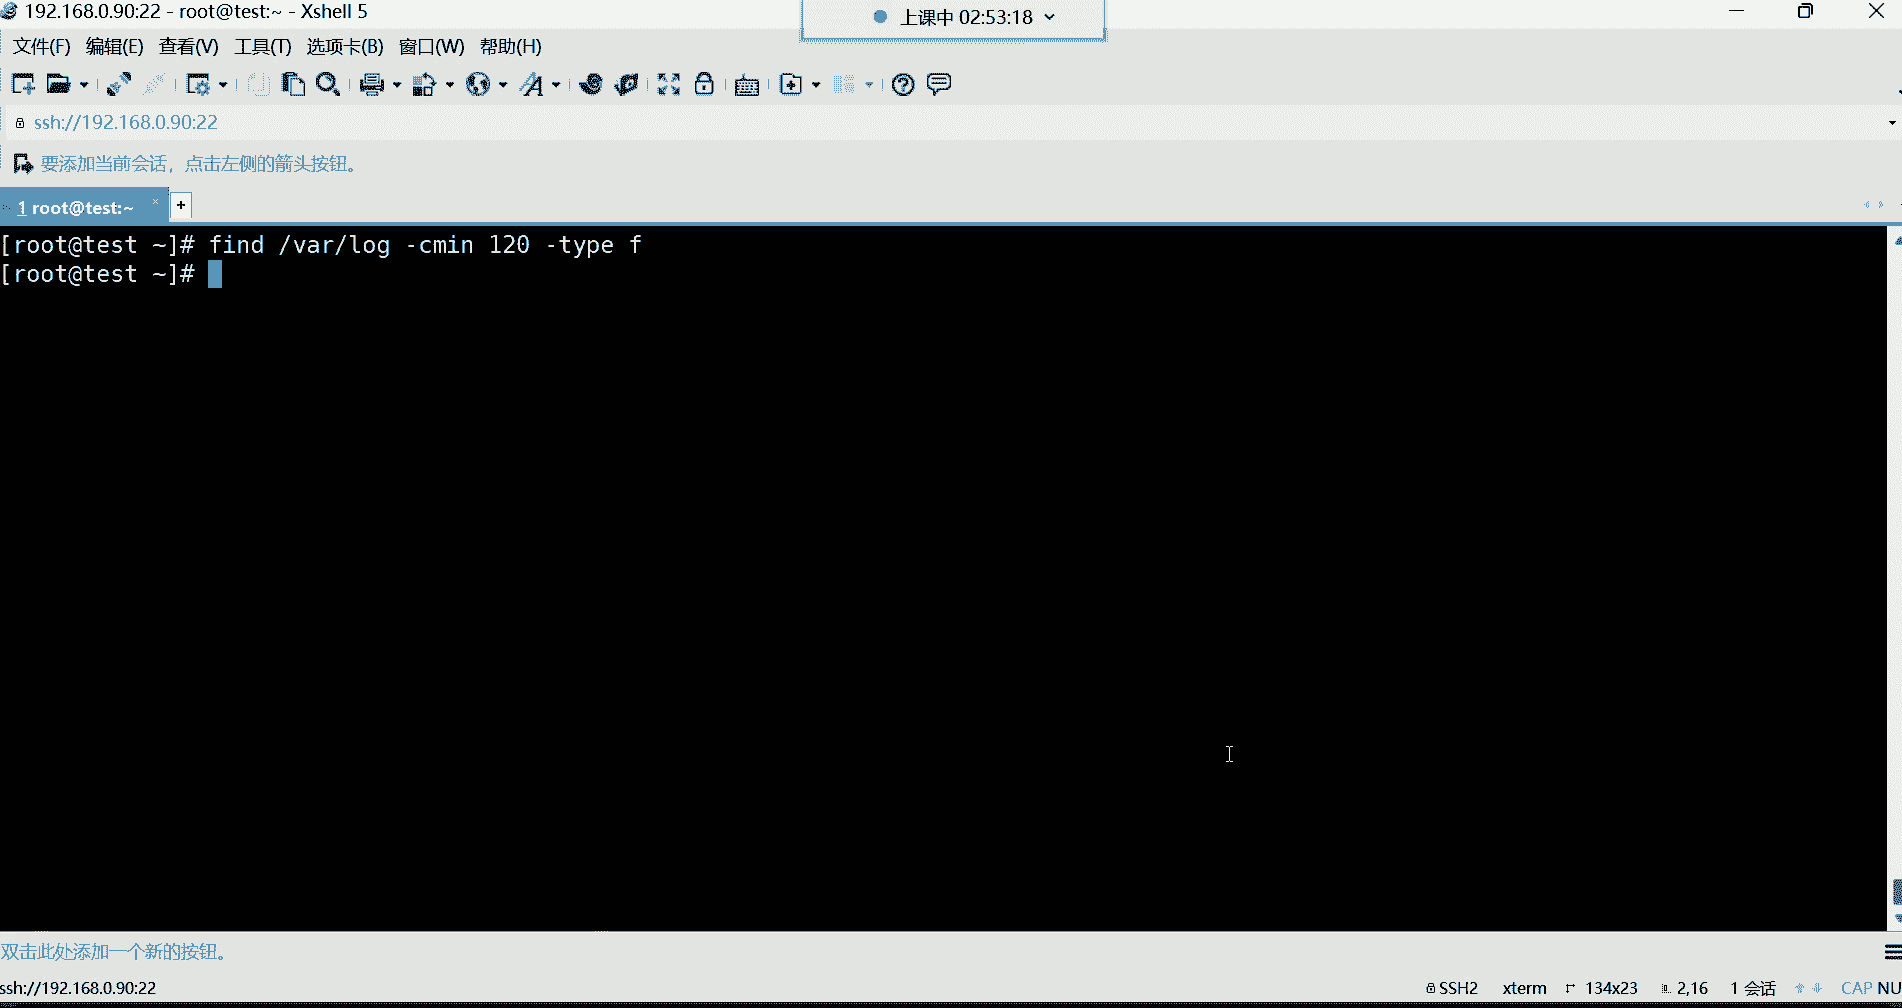 192.168.0.90:22 - root@test:~ - Xshell 5
上课中 02:53:18
文件(F) 编辑(E) 查看(V) 工具(T) 选项卡(B) 窗口(W) 帮助(H)
ssh://192.168.0.90:22
要添加当前会话，点击左侧的箭头按钮。
1 root@test:~ × +
[root@test ~]# find /var/log -cmin 120 -type f
[root@test ~]#
双击此处添加一个新的按钮。
ssh://192.168.0.90:22 SSH2 xterm 134x23 2,16 1 会话 CAP NU